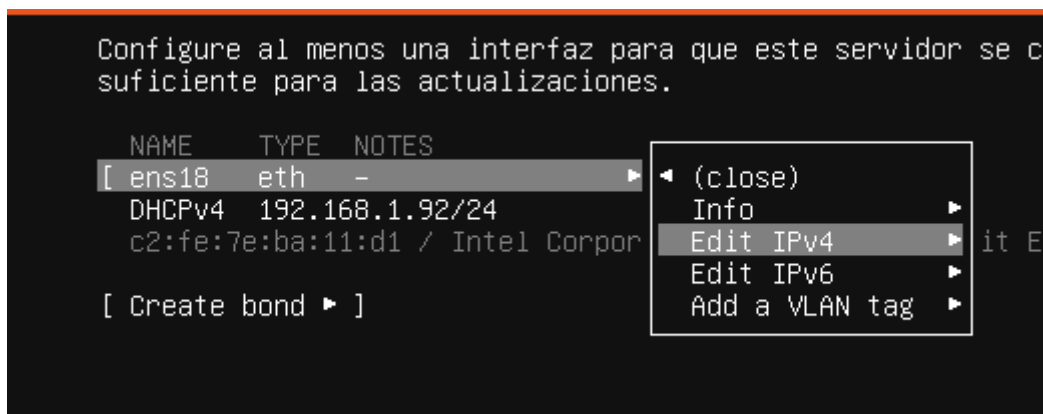 Configure al menos una interfaz para que este servidor se c
suficiente para las actualizaciones.
NAME TYPE NOTES
[ ens18 eth – ▸
DHCPv4 192.168.1.92/24
c2:fe:7e:ba:11:d1 / Intel Corpor
◂ (close)
Info ▸
Edit IPv4 ▸
it E
Edit IPv6 ▸
Add a VLAN tag ▸
[ Create bond ▸ ]